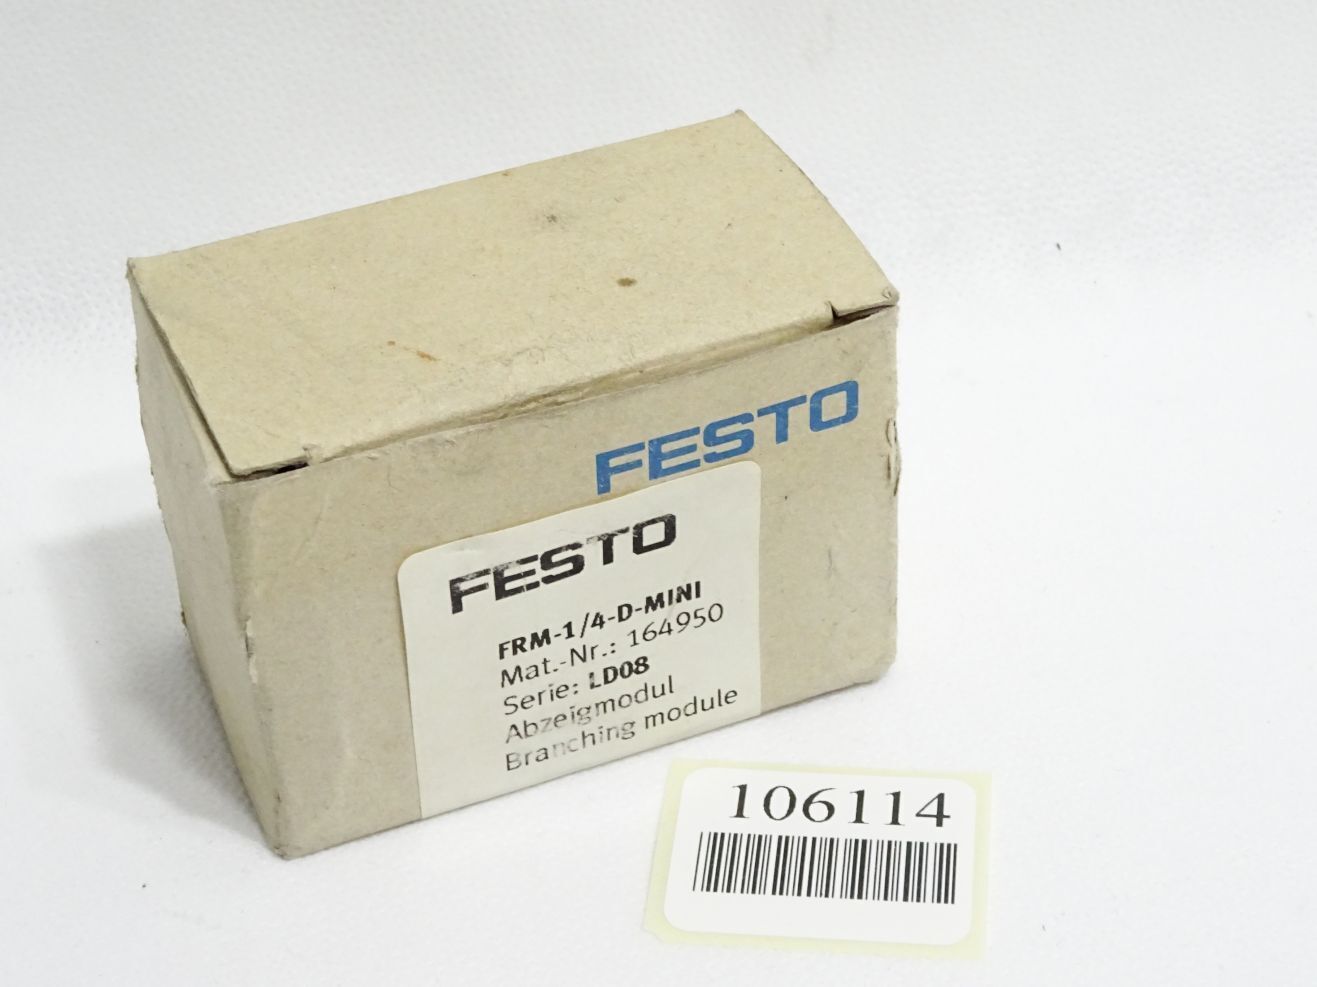 FESTO
FESTO
FRM-1/4-D-MINI
Mat.-Nr.: 164950
Serie: LD08
Abzeigmodul
Branching module
106114